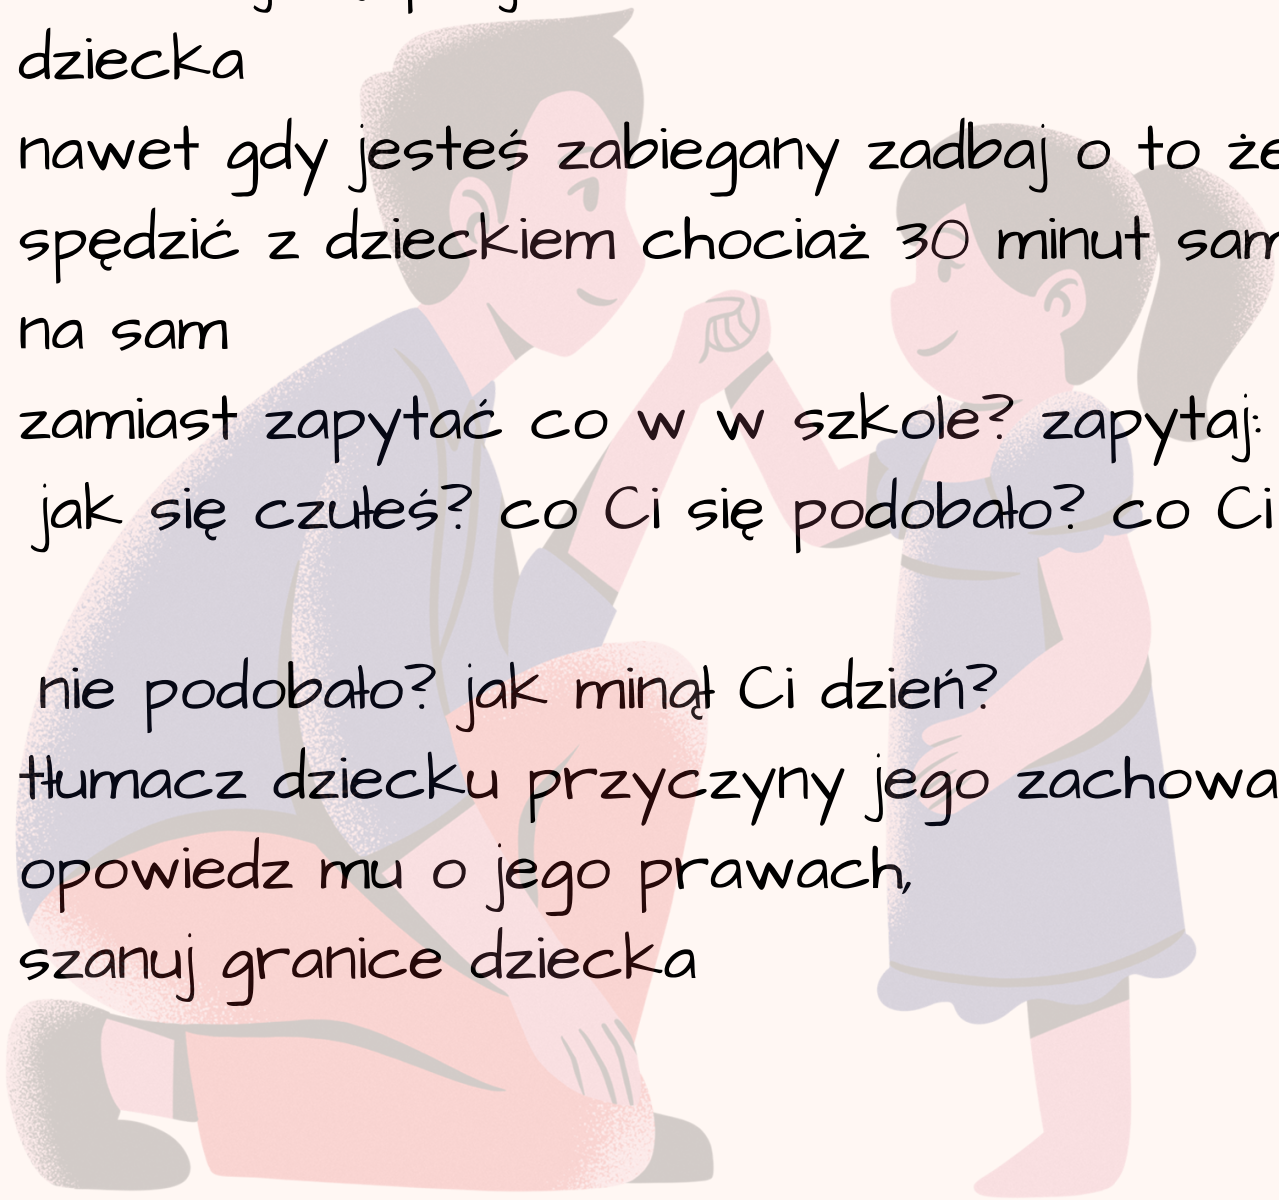 dziecka
nawet gdy jesteś zabiegany zadbaj o to że
spędzić z dzieckiem chociaż 30 minut sam
na sam
zamiast zapytać co w w szkole? zapytaj:
jak się czułeś? co Ci się podobało? co Ci
nie podobało? jak minął Ci dzień?
tłumacz dziecku przyczyny jego zachowa
opowiedz mu o jego prawach,
szanuj granice dziecka